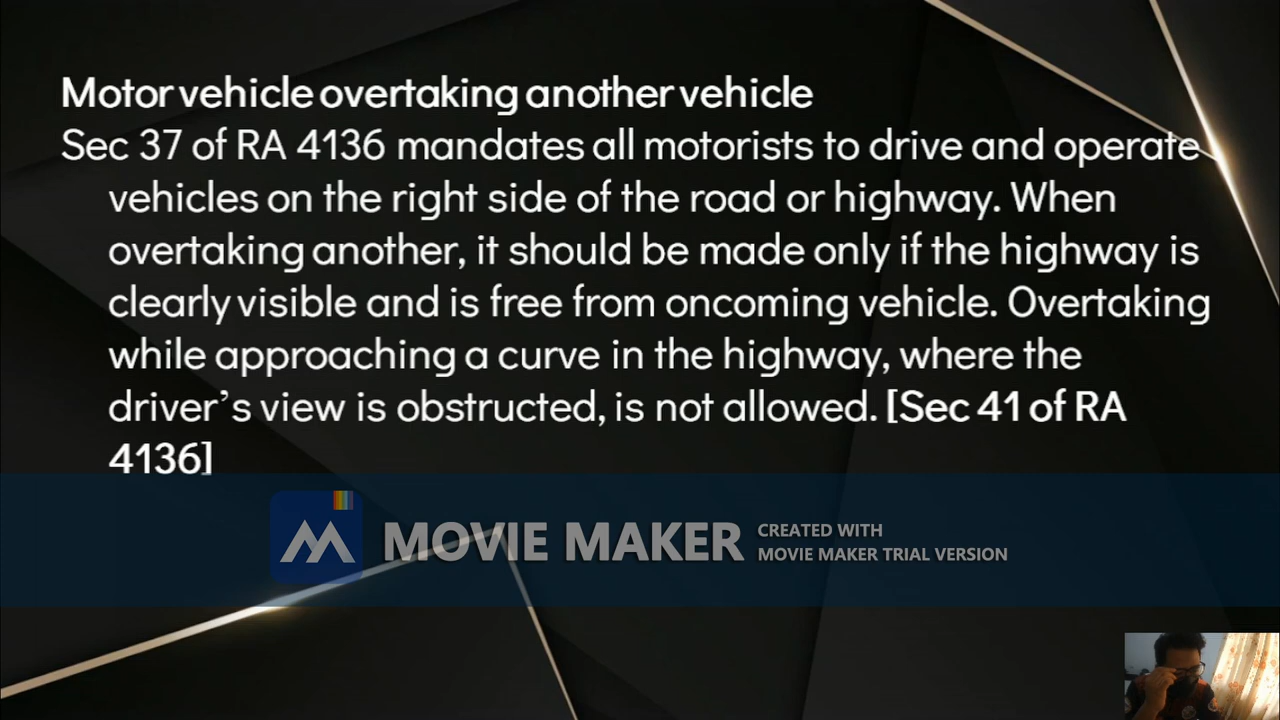 Motor vehicle overtaking another vehicle
Sec 37 of RA 4136 mandates all motorists to drive and operate
vehicles on the right side of the road or highway. When
overtaking another, it should be made only if the highway is
clearly visible and is free from oncoming vehicle. Overtaking
while approaching a curve in the highway, where the
driver’s view is obstructed, is not allowed. [Sec 41 of RA
4136]
MOVIE MAKER
CREATED WITH
MOVIE MAKER TRIAL VERSION